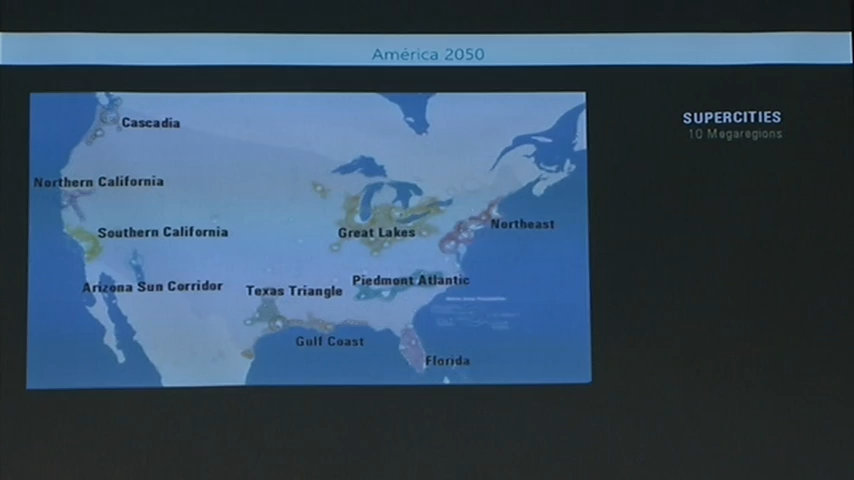 América 2050
SUPERCITIES
10 Megaregions
Cascadia
Northern California
Southern California
Great Lakes
Northeast
Arizona Sun Corridor
Texas Triangle
Piedmont Atlantic
Gulf Coast
Florida